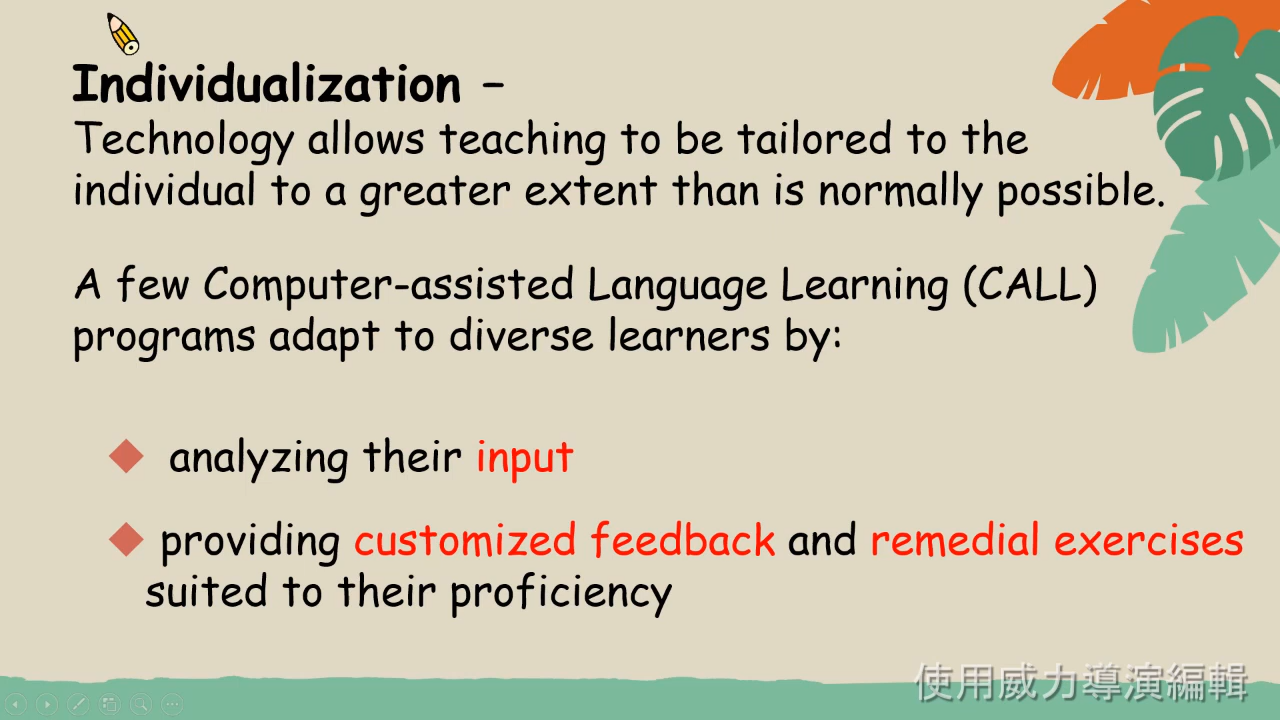 Individualization –
Technology allows teaching to be tailored to the
individual to a greater extent than is normally possible.
A few Computer-assisted Language Learning (CALL)
programs adapt to diverse learners by:
analyzing their input
providing customized feedback and remedial exercises
suited to their proficiency
使用威力導演編輯